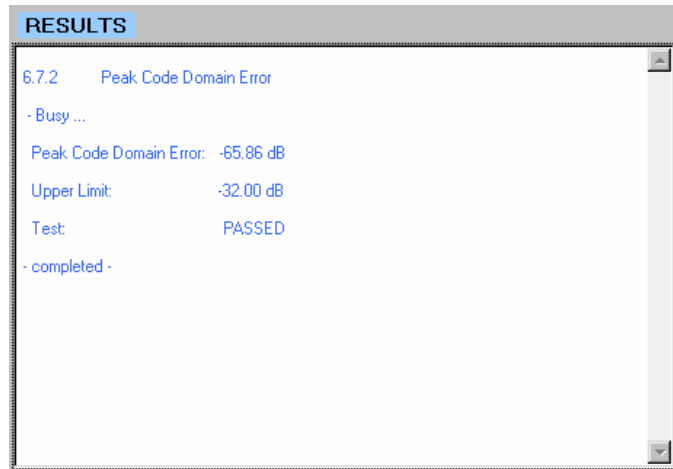 RESULTS
6.7.2 Peak Code Domain Error
- Busy ...
Peak Code Domain Error: -65.86 dB
Upper Limit: -32.00 dB
Test: PASSED
- completed -